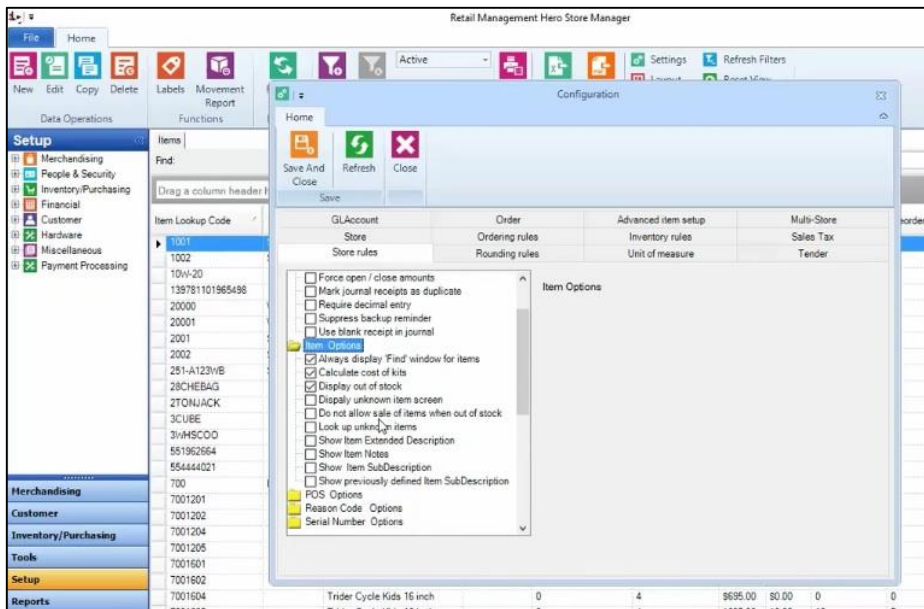 Retail Management Hero Store Manager
File Home
New Edit Copy Delete
Data Operations
Labels Movement Report
Functions
Active
Settings
Refresh Filters
Configuration
Home
Save And Close Refresh Close
Save
Setup
Merchandising
People & Security
Inventory/Purchasing
Financial
Customer
Hardware
Miscellaneous
Payment Processing
Merchandising
Customer
Inventory/Purchasing
Tools
Setup
Reports
Items
Find:
Drag a column header
Item Lookup Code
1001
1002
10W-20
139781101965498
20000
20001
2001
2002
251-A123WB
28CHEBAG
2TONJACK
3CUBE
3WHSCOO
551962664
554444021
700
7001201
7001202
7001204
7001205
7001601
7001602
7001604 Trider Cycle Kids 16 inch 0 4 $695.00 $0.00 0 0
GLAccount Order Advanced item setup Multi-Store
Store Ordering rules Inventory rules Sales Tax
Store rules Rounding rules Unit of measure Tender
Force open / close amounts
Mark journal receipts as duplicate
Require decimal entry
Suppress backup reminder
Use blank receipt in journal
Item Options
Always display 'Find' window for items
Calculate cost of kits
Display out of stock
Dispaly unknown item screen
Do not allow sale of items when out of stock
Look up unknown items
Show Item Extended Description
Show Item Notes
Show Item SubDescription
Show previously defined Item SubDescription
POS Options
Reason Code Options
Serial Number Options
Item Options